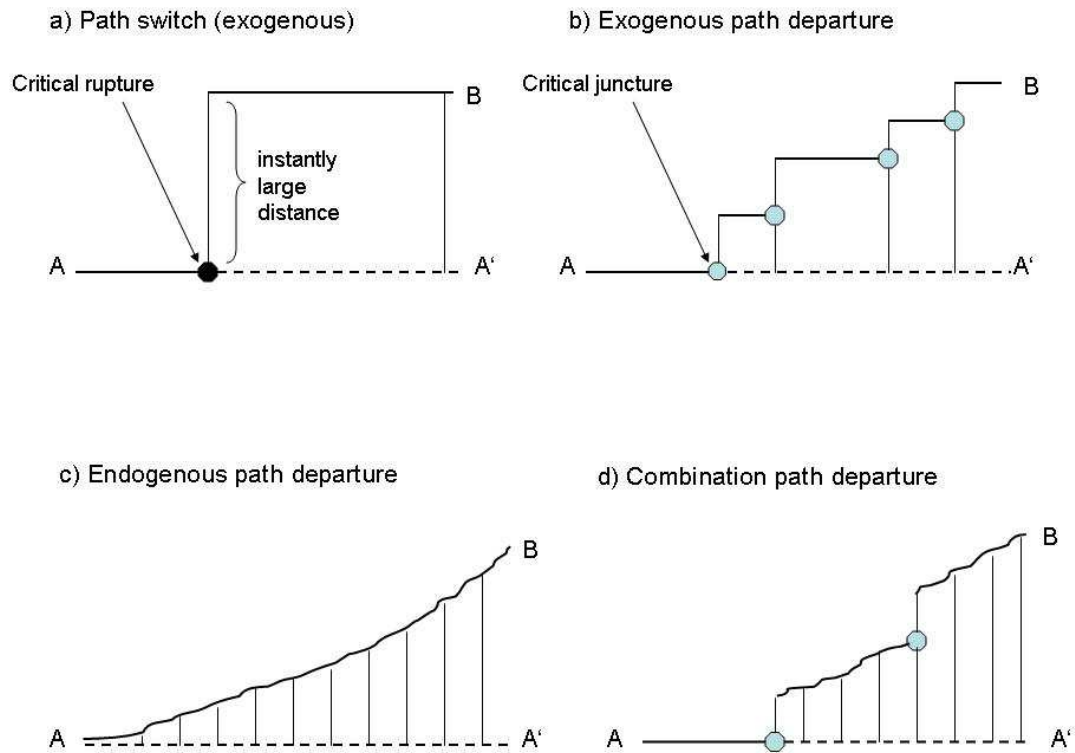 a) Path switch (exogenous)
Critical rupture
B
instantly
large
distance
A
A‘
b) Exogenous path departure
Critical juncture
B
A
A‘
c) Endogenous path departure
B
A
A‘
d) Combination path departure
B
A
A‘